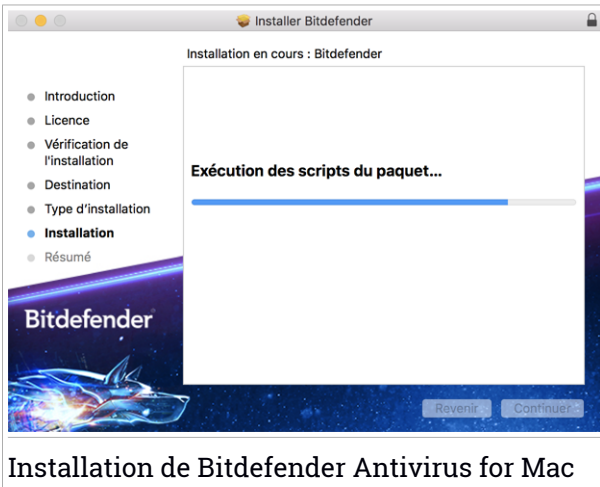 Installer Bitdefender
Installation en cours : Bitdefender
Introduction
Licence
Vérification de
l'installation
Destination
Type d'installation
Installation
Résumé
Exécution des scripts du paquet...
Bitdefender
Revenir
Continuer
Installation de Bitdefender Antivirus for Mac